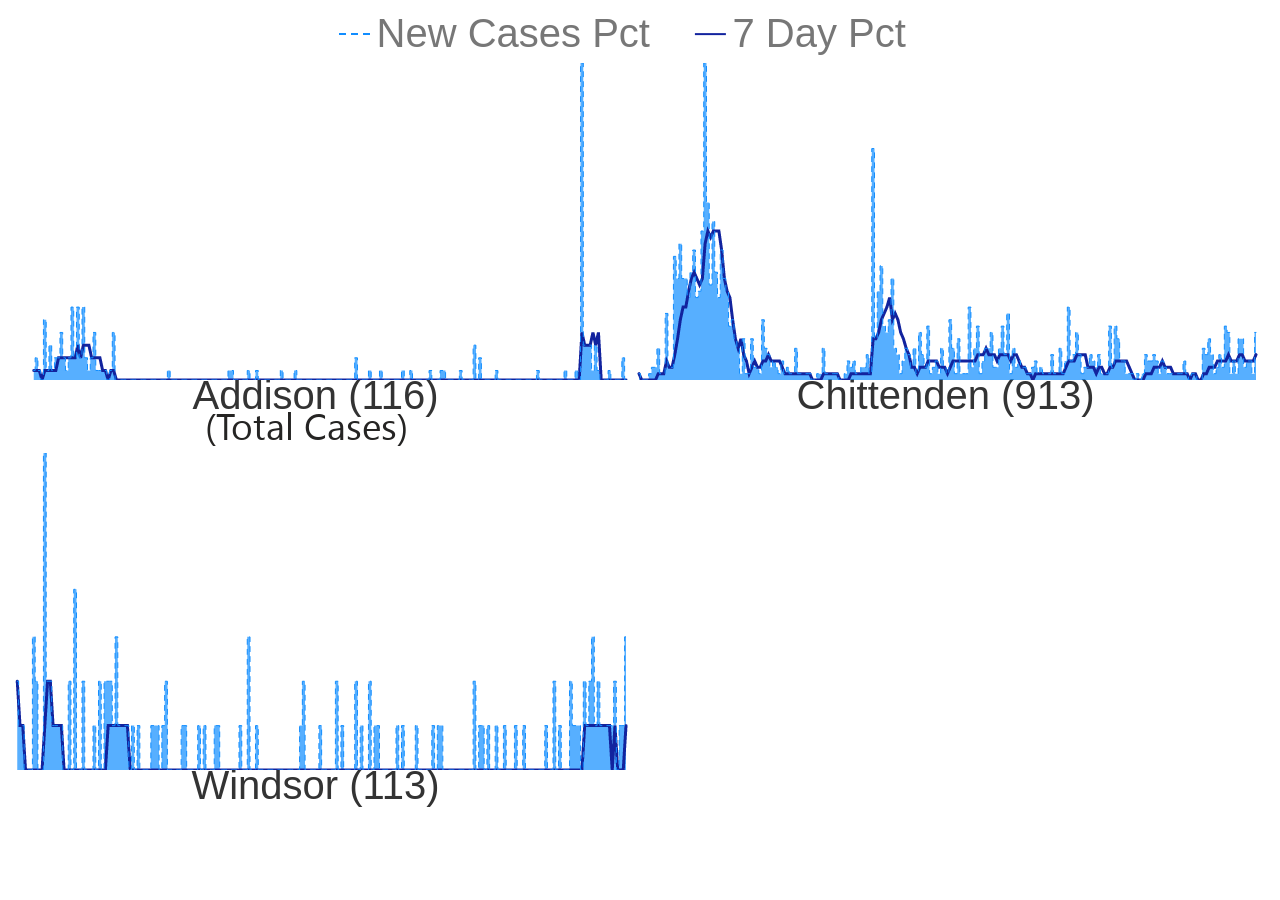 New Cases Pct 7 Day Pct
Addison (116) Chittenden (913)
(Total Cases)
Windsor (113)